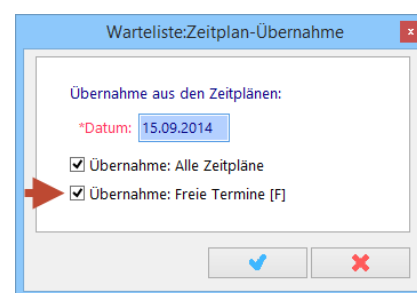 Warteliste:Zeitplan-Übernahme
x
Übernahme aus den Zeitplänen:
*Datum: 15.09.2014
Übernahme: Alle Zeitpläne
Übernahme: Freie Termine [F]